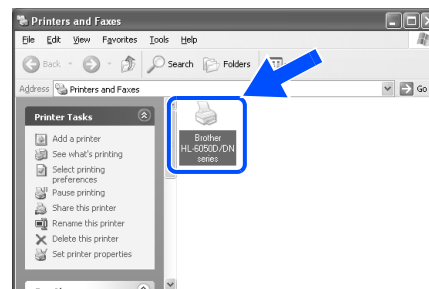 Printers and Faxes
File Edit View Favorites Tools Help
Back Search Folders
Address Printers and Faxes Go
Printer Tasks
Add a printer
See what's printing
Select printing
preferences
Pause printing
Share this printer
Rename this printer
Delete this printer
Set printer properties
Brother
HL-6050D/DN
series